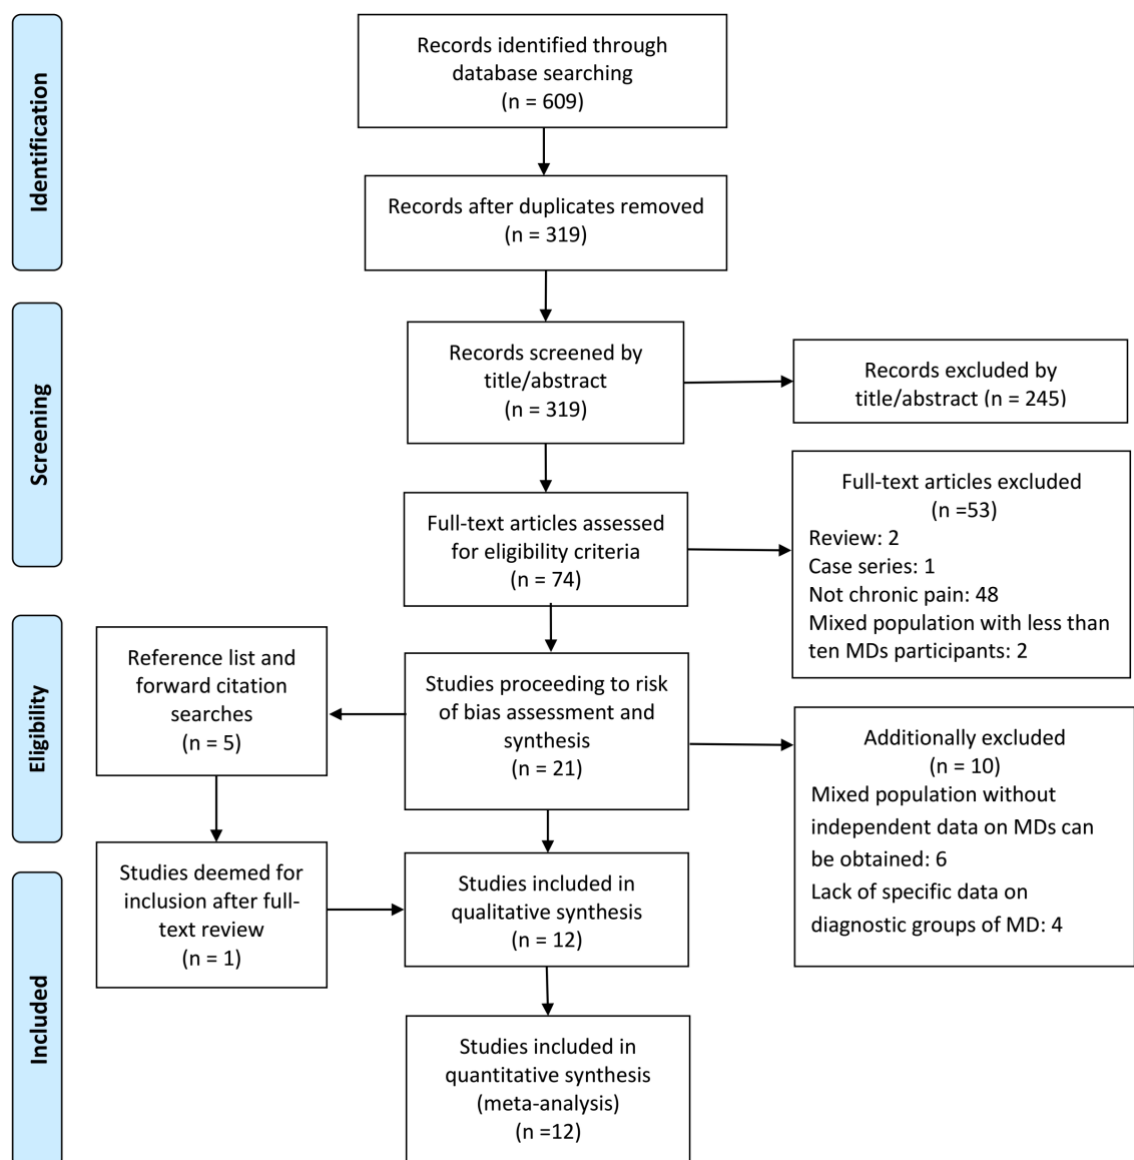 Identification
Records identified through
database searching
(n = 609)
Records after duplicates removed
(n = 319)
Screening
Records screened by
title/abstract
(n = 319)
Records excluded by
title/abstract (n = 245)
Full-text articles assessed
for eligibility criteria
(n = 74)
Full-text articles excluded
(n =53)
Review: 2
Case series: 1
Not chronic pain: 48
Mixed population with less than
ten MDs participants: 2
Eligibility
Reference list and
forward citation
searches
(n = 5)
Studies proceeding to risk
of bias assessment and
synthesis
(n = 21)
Additionally excluded
(n = 10)
Mixed population without
independent data on MDs can
be obtained: 6
Lack of specific data on
diagnostic groups of MD: 4
Included
Studies deemed for
inclusion after full-
text review
(n = 1)
Studies included in
qualitative synthesis
(n = 12)
Studies included in
quantitative synthesis
(meta-analysis)
(n =12)